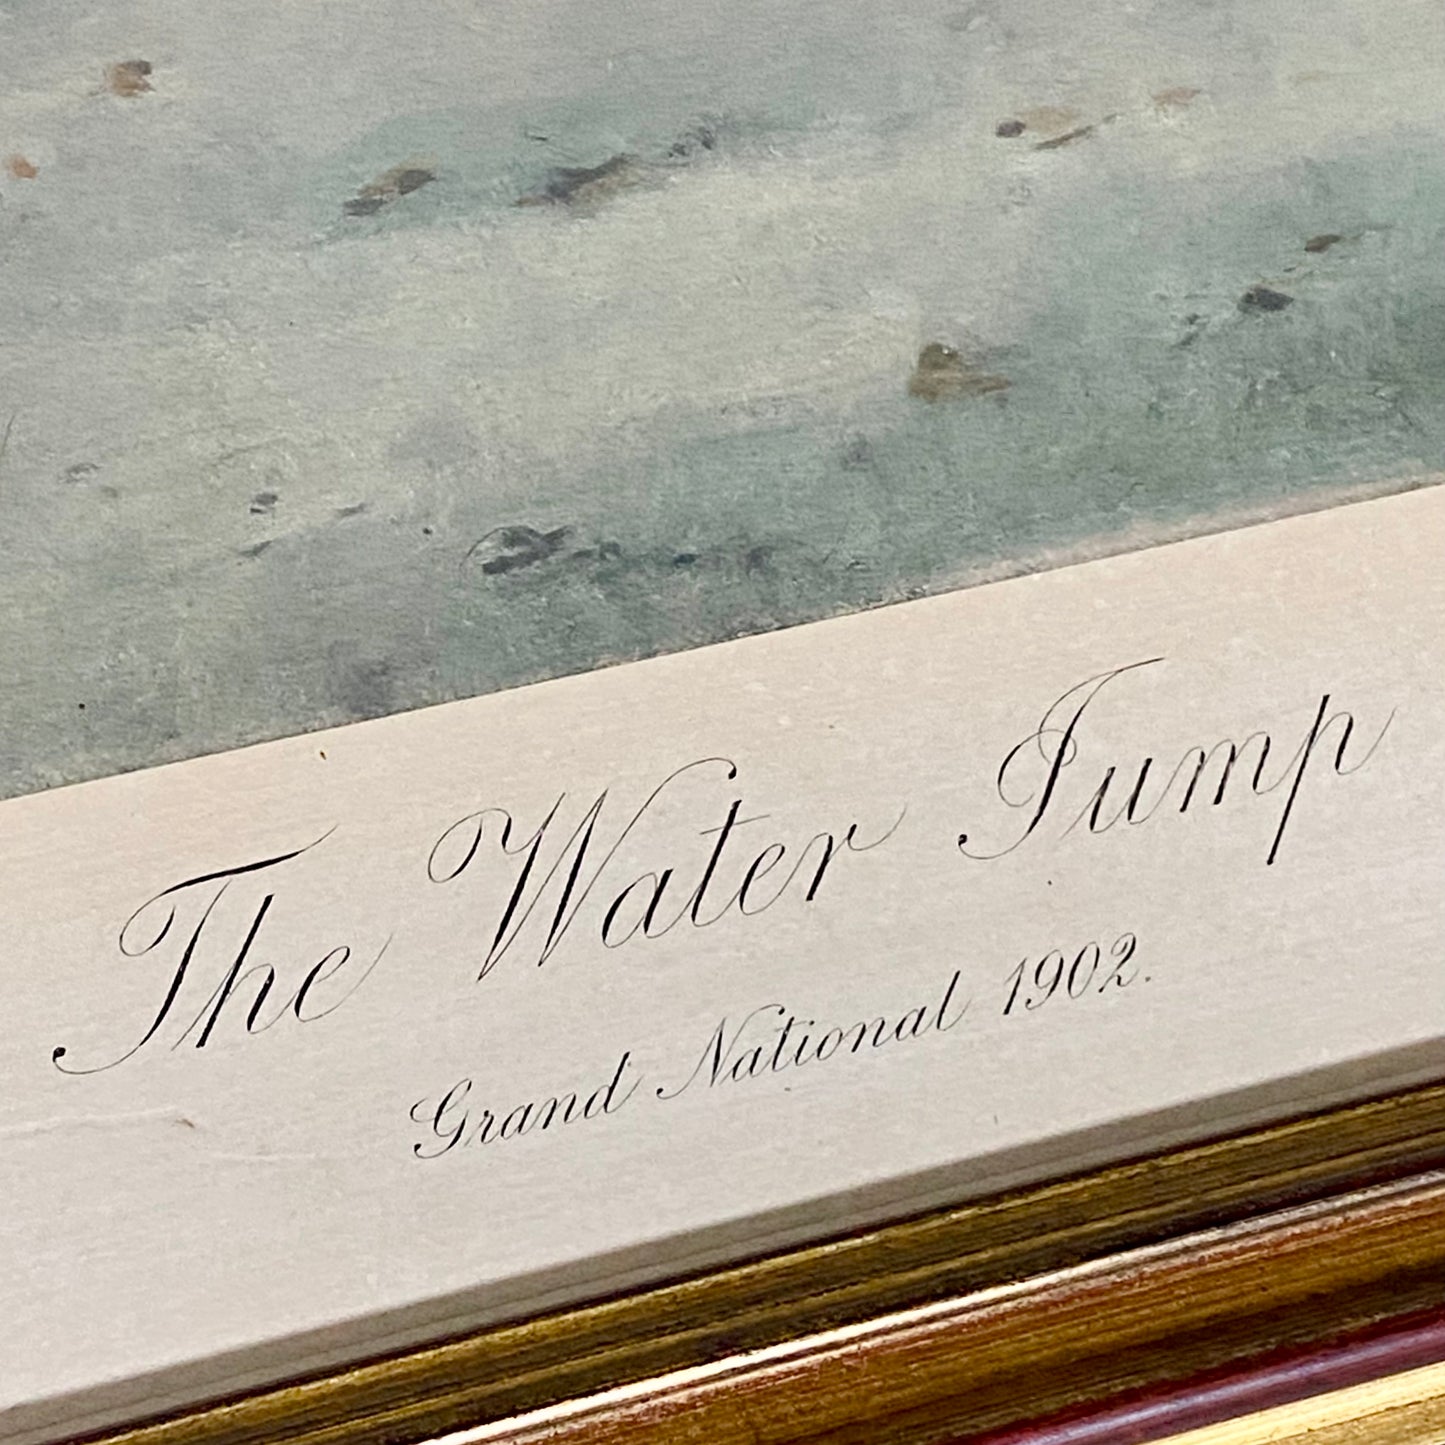 The Water Jump
Grand National 1902.